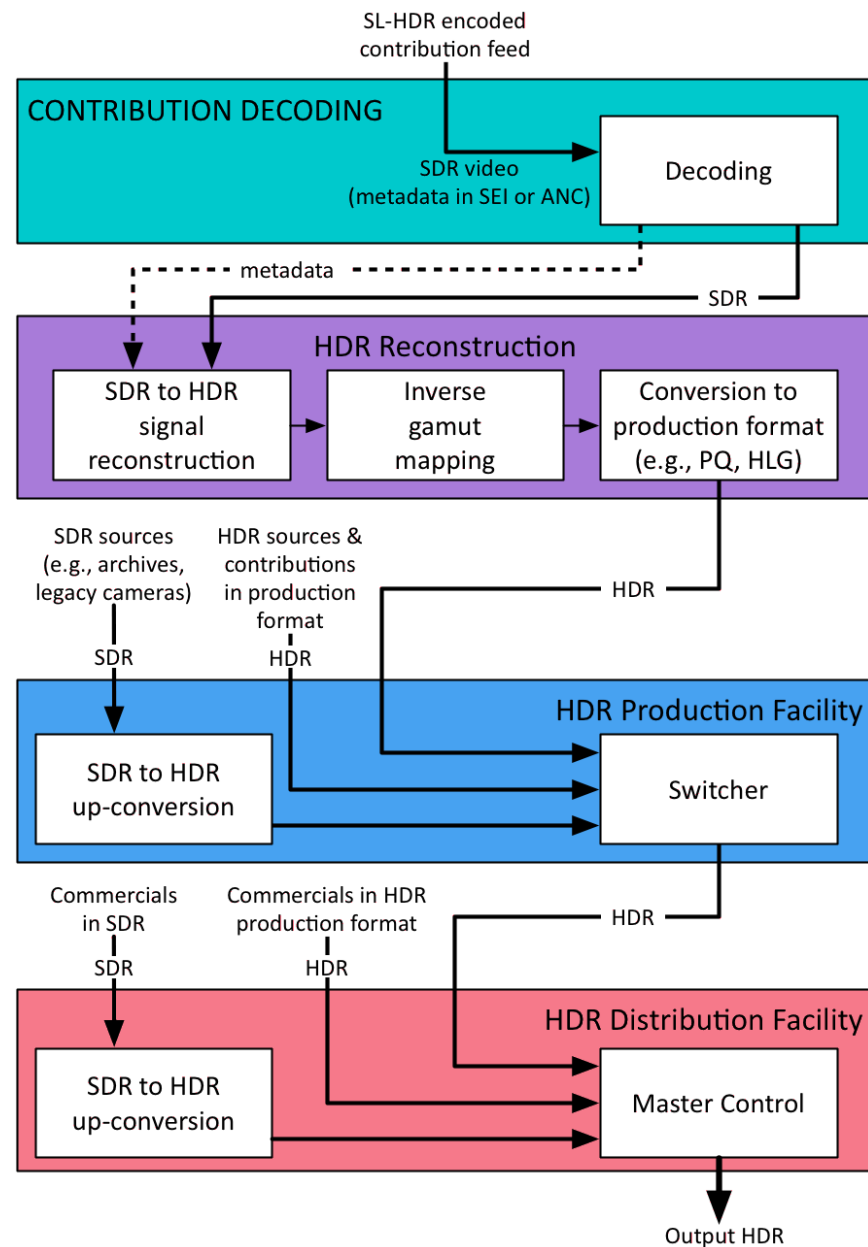 SL-HDR encoded
contribution feed
CONTRIBUTION DECODING
SDR video
(metadata in SEI or ANC)
Decoding
metadata
SDR
HDR Reconstruction
SDR to HDR
signal
reconstruction
Inverse
gamut
mapping
Conversion to
production format
(e.g., PQ, HLG)
SDR sources
(e.g., archives,
legacy cameras)
HDR sources &
contributions
in production
format
HDR
SDR
HDR
HDR Production Facility
SDR to HDR
up-conversion
Switcher
Commercials
in SDR
Commercials in HDR
production format
HDR
SDR
HDR
HDR Distribution Facility
SDR to HDR
up-conversion
Master Control
Output HDR